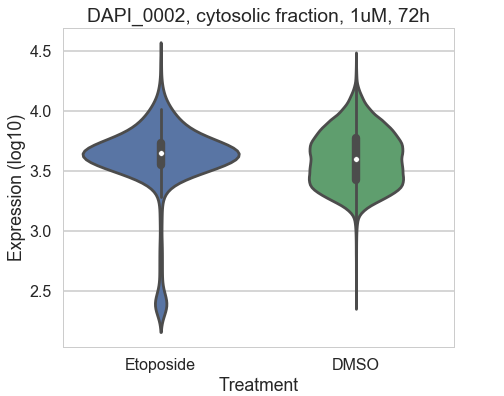 DAPI_0002, cytosolic fraction, 1uM, 72h
Expression (log10)
4.5
4.0
3.5
3.0
2.5
Etoposide DMSO
Treatment